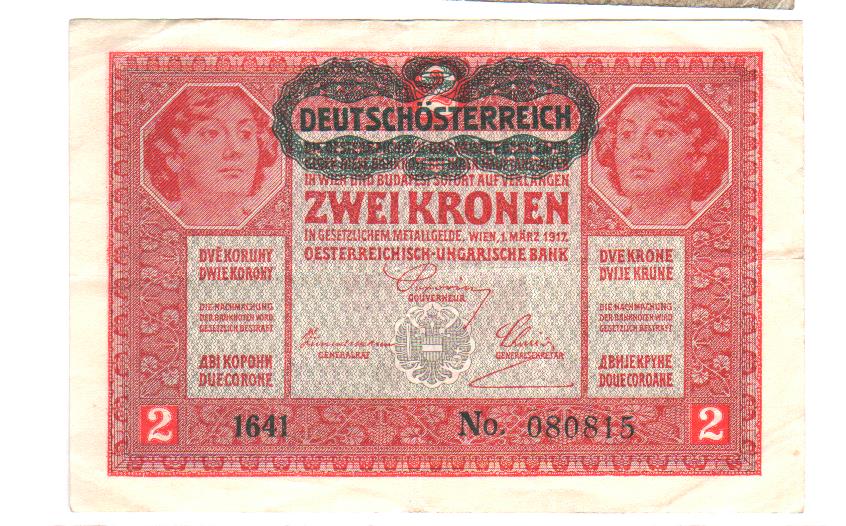 2
DEUTSCHÖSTERREICH
IN WIEN UND BUDAPEST SOFORT AUF VERLANGEN
ZWEI KRONEN
IN GESETZLICHEM METALLGELDE. WIEN, 1. MÄRZ 1917.
OESTERREICHISCH-UNGARISCHE BANK
GOUVERNEUR
GENERALRAT
GENERALSEKRETÄR
DVĚ KORUNY
DWIE KORONY
DIE NACHMACHUNG
DER BANKNOTEN WIRD
GESETZLICH BESTRAFT
ДВІ КОРОНИ
DUE CORONE
DVE KRONE
DVIJE KRUNE
DIE NACHMACHUNG
DER BANKNOTEN WIRD
GESETZLICH BESTRAFT
ДВИЈЕ КРУНЕ
DOUE COROANE
2 1641 No. 080815 2